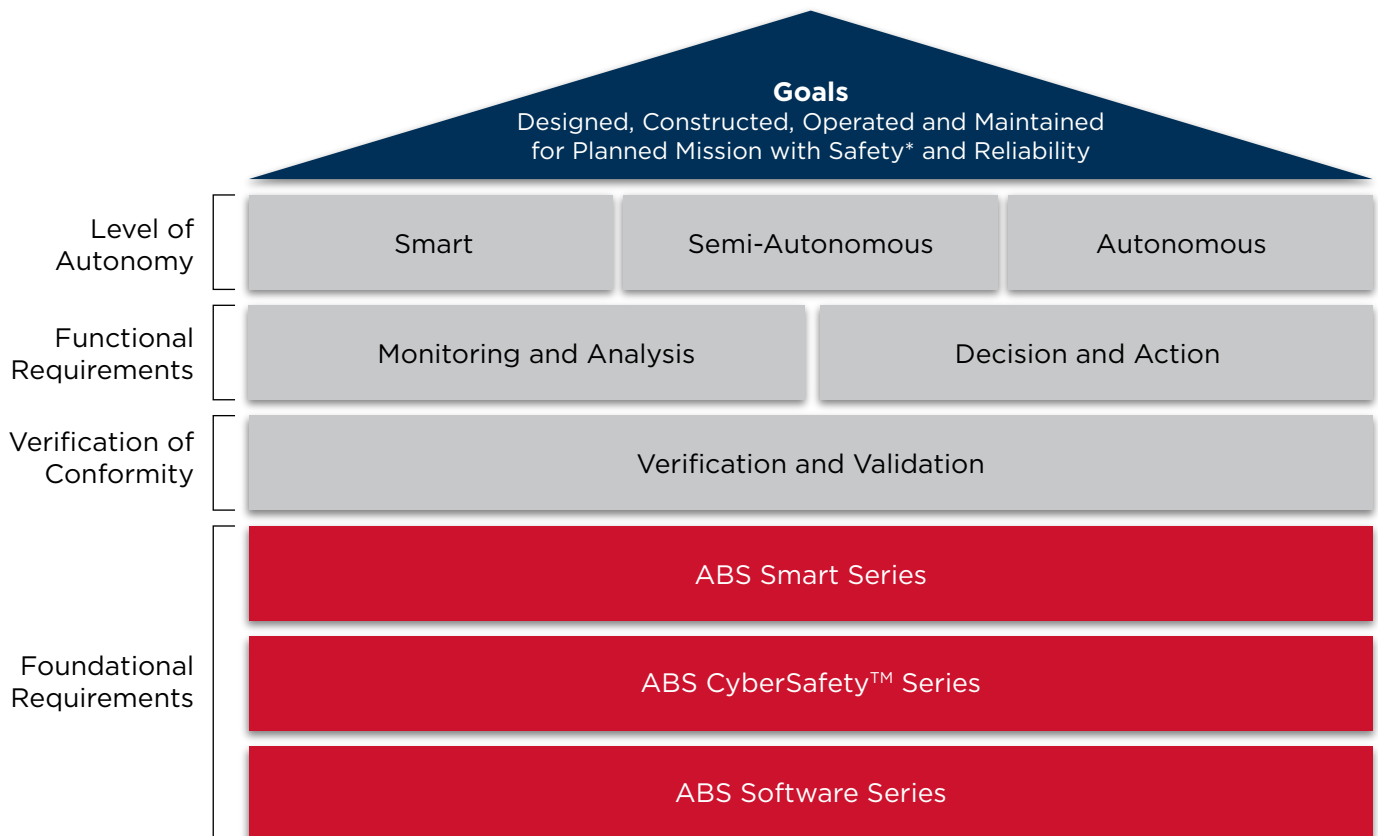 Goals
Designed, Constructed, Operated and Maintained
for Planned Mission with Safety* and Reliability
Level of
Autonomy
Smart
Semi-Autonomous
Autonomous
Functional
Requirements
Monitoring and Analysis
Decision and Action
Verification of
Conformity
Verification and Validation
Foundational
Requirements
ABS Smart Series
ABS CyberSafety™ Series
ABS Software Series